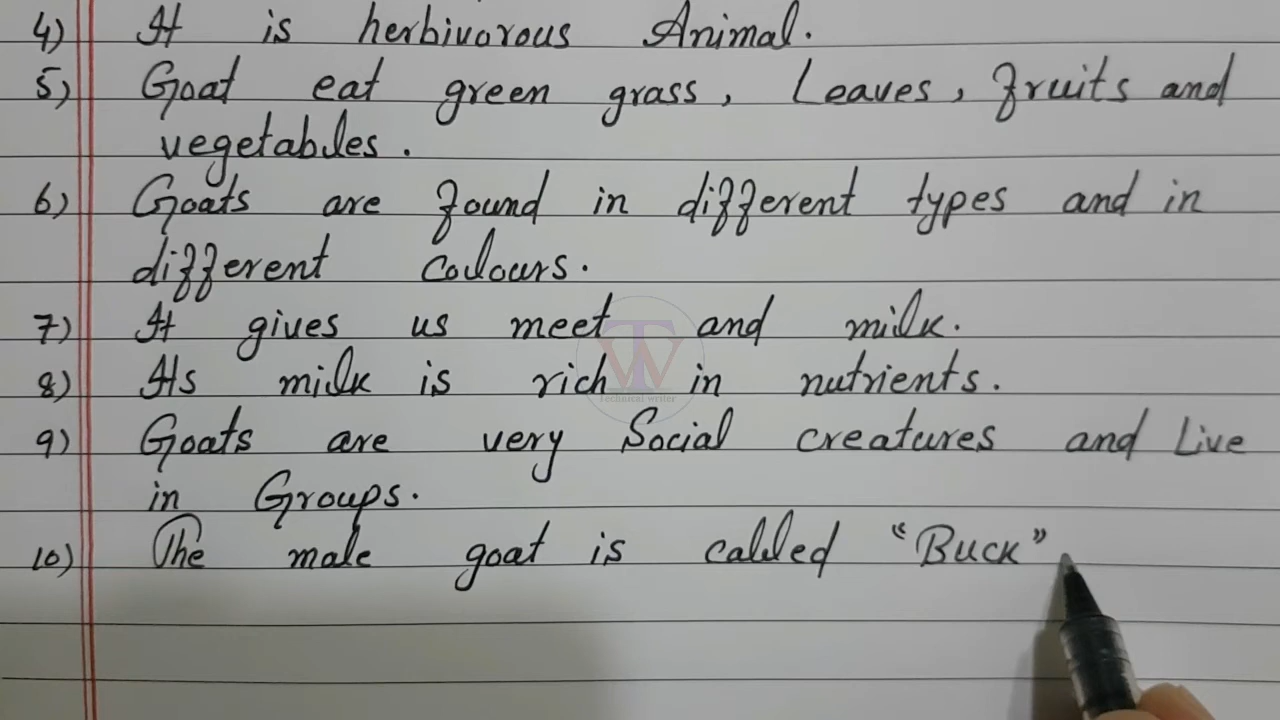 4) It is herbivorous Animal.
5) Goat eat green grass, Leaves, fruits and
vegetables.
6) Goats are found in different types and in
different colours.
7) It gives us meet and milk.
8) Its milk is rich in nutrients.
Technical writer
9) Goats are very Social creatures and Live
in Groups.
10) The male goat is called "Buck"